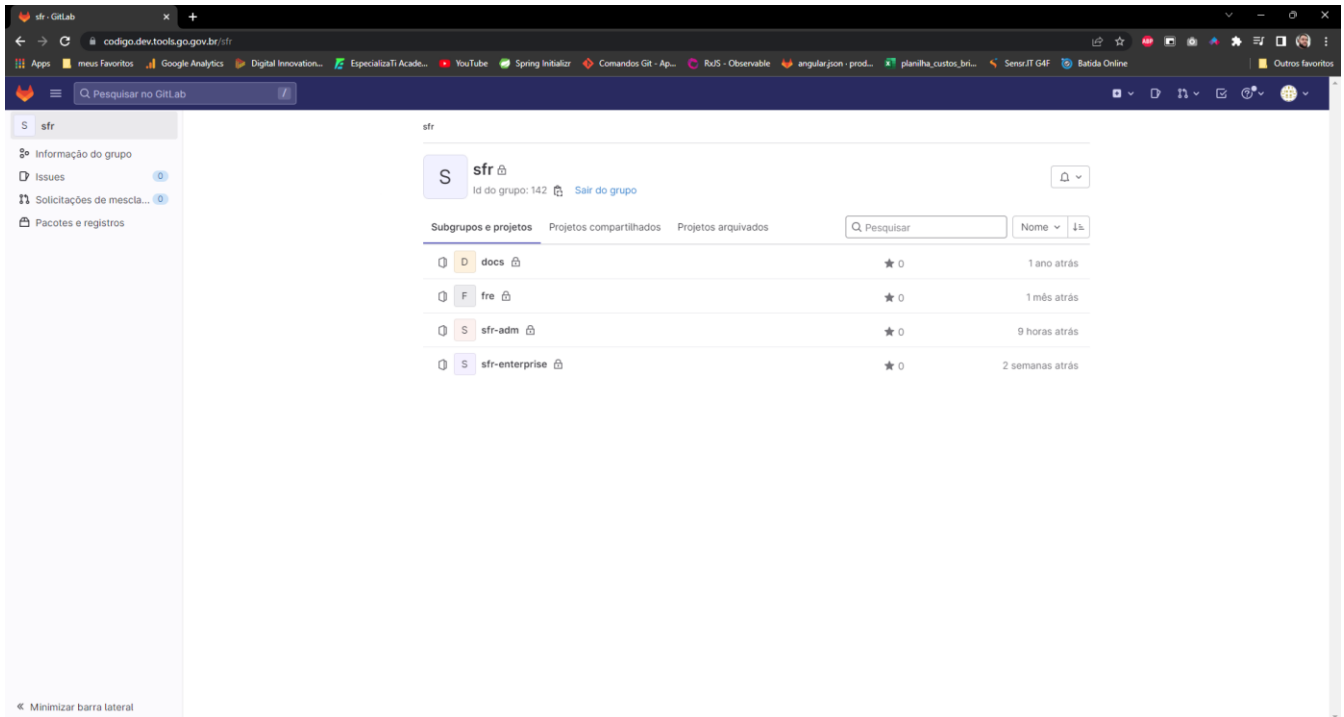 sfr · GitLab
codigo.dev.tools.go.gov.br/sfr
Apps meus Favoritos Google Analytics Digital Innovation... EspecializaTi Acade... YouTube Spring Initializr Comandos Git - Ap... RxJS - Observable angular.json · prod... planilha_custos_bri... Sensr.IT G4F Batida Online Outros favoritos
Pesquisar no GitLab /
S sfr
Informação do grupo
Issues 0
Solicitações de mescla... 0
Pacotes e registros
sfr
S sfr
Id do grupo: 142 Sair do grupo
Subgrupos e projetos Projetos compartilhados Projetos arquivados Pesquisar Nome
D docs 0 1 ano atrás
F fre 0 1 mês atrás
S sfr-adm 0 9 horas atrás
S sfr-enterprise 0 2 semanas atrás
Minimizar barra lateral